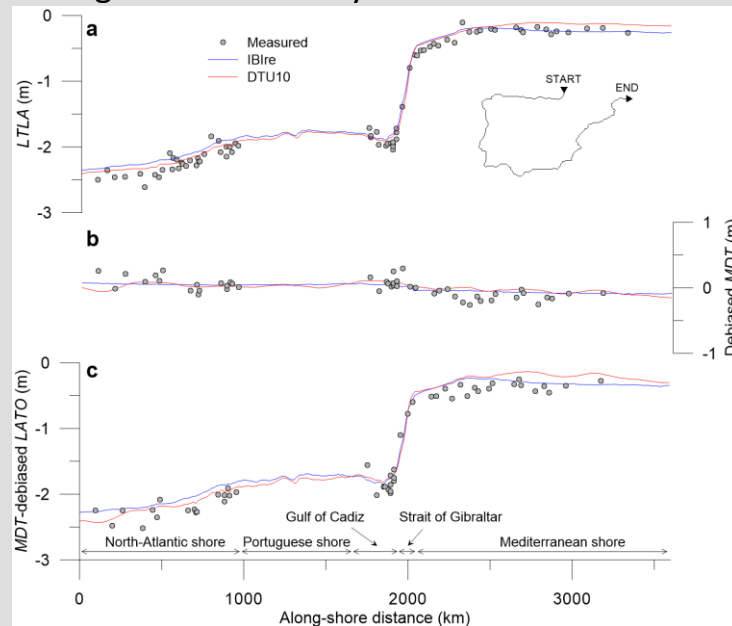 a
Measured
IBIre
DTU10
START
END
0
-1
-2
-3
LTLA (m)
b
1
0
-1
Debiased MDT (m)
c
0
-1
-2
-3
MDT-debiased LATO (m)
Gulf of Cadiz
Strait of Gibraltar
North-Atlantic shore
Portuguese shore
Mediterranean shore
0
1000
2000
3000
Along-shore distance (km)